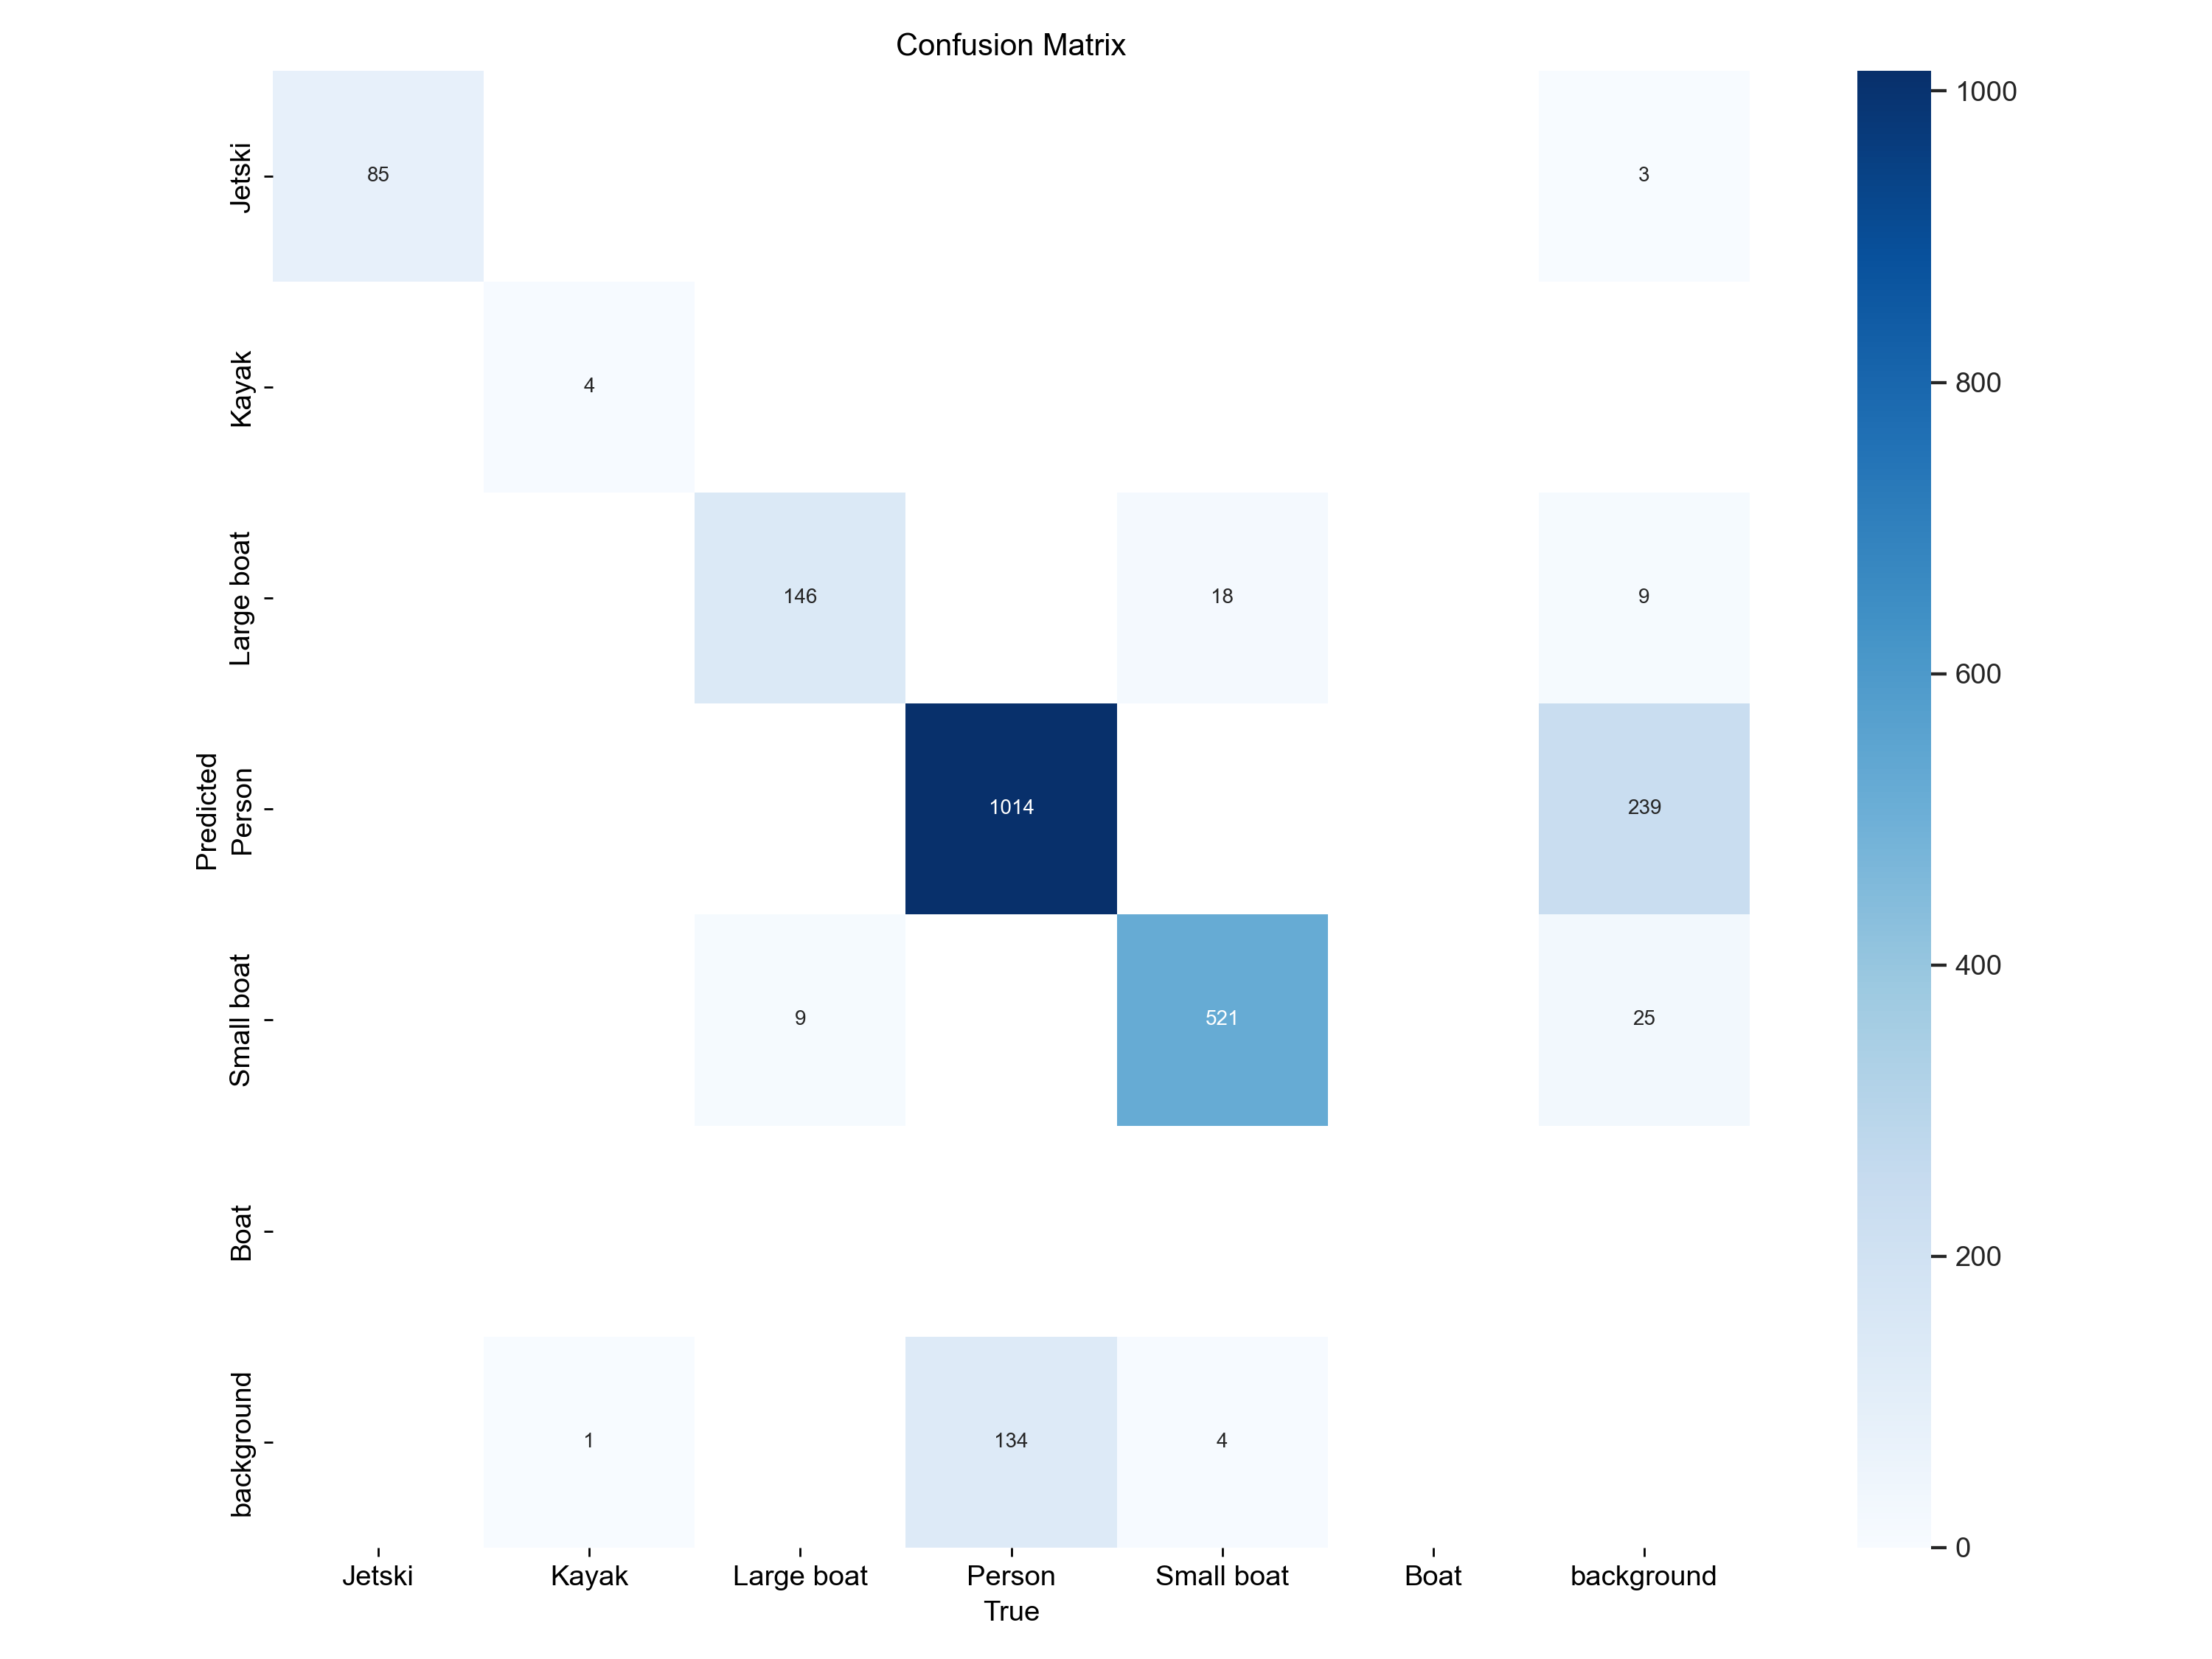 Confusion Matrix
Jetski
85
3
1000
Kayak
4
800
Large boat
146
18
9
600
Predicted
Person
1014
239
Small boat
9
521
25
400
Boat
200
background
1
134
4
0
Jetski Kayak Large boat Person Small boat Boat background
True